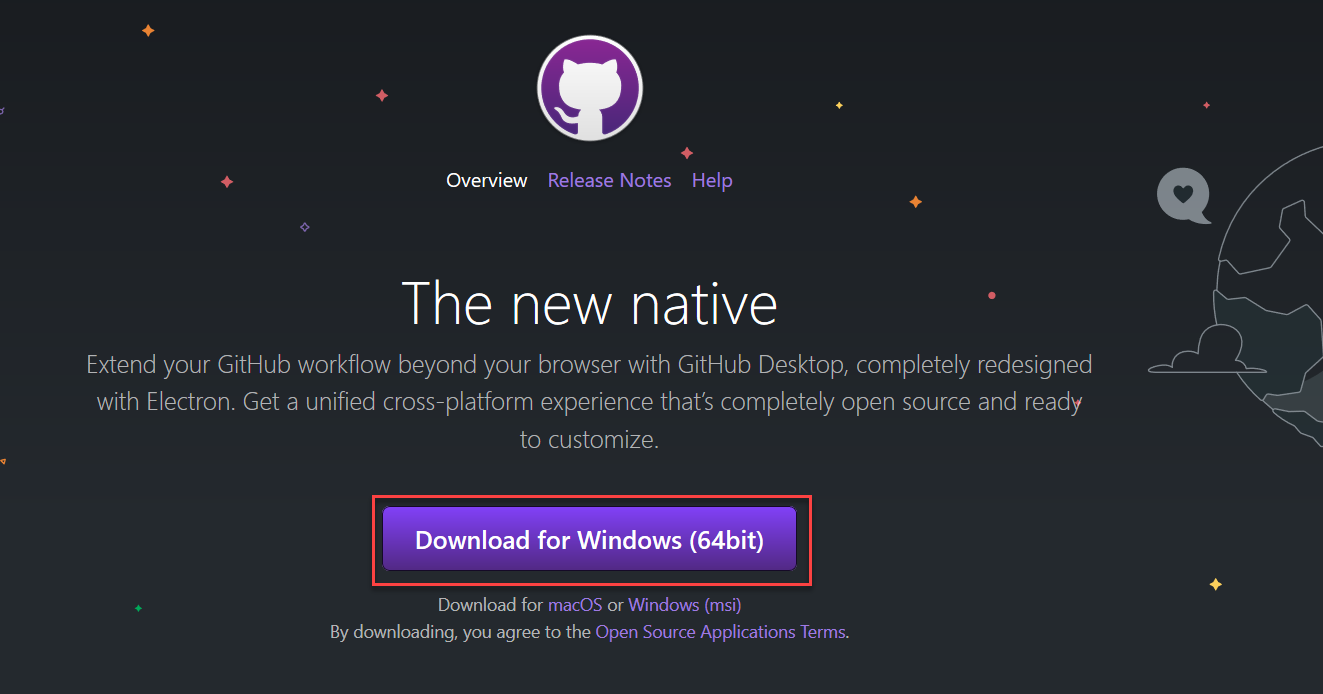 Overview Release Notes Help
The new native
Extend your GitHub workflow beyond your browser with GitHub Desktop, completely redesigned
with Electron. Get a unified cross-platform experience that’s completely open source and ready
to customize.
Download for Windows (64bit)
Download for macOS or Windows (msi)
By downloading, you agree to the Open Source Applications Terms.